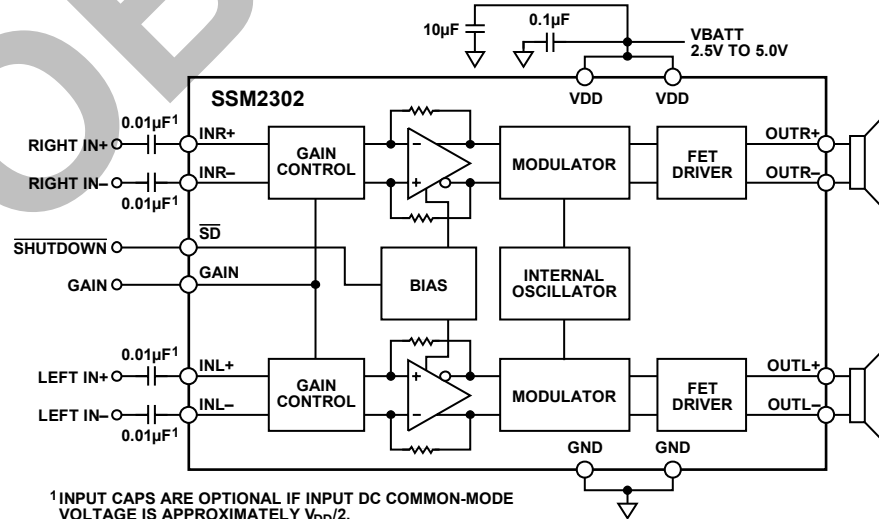 10µF
0.1µF
VBATT
2.5V TO 5.0V
SSM2302
VDD
VDD
0.01µF1
RIGHT IN+
INR+
GAIN
CONTROL
MODULATOR
FET
DRIVER
OUTR+
RIGHT IN–
INR–
OUTR–
0.01µF1
SHUTDOWN
SD
GAIN
GAIN
BIAS
INTERNAL
OSCILLATOR
0.01µF1
LEFT IN+
INL+
GAIN
CONTROL
MODULATOR
FET
DRIVER
OUTL+
LEFT IN–
INL–
OUTL–
0.01µF1
GND
GND
1 INPUT CAPS ARE OPTIONAL IF INPUT DC COMMON-MODE
VOLTAGE IS APPROXIMATELY VDD/2.